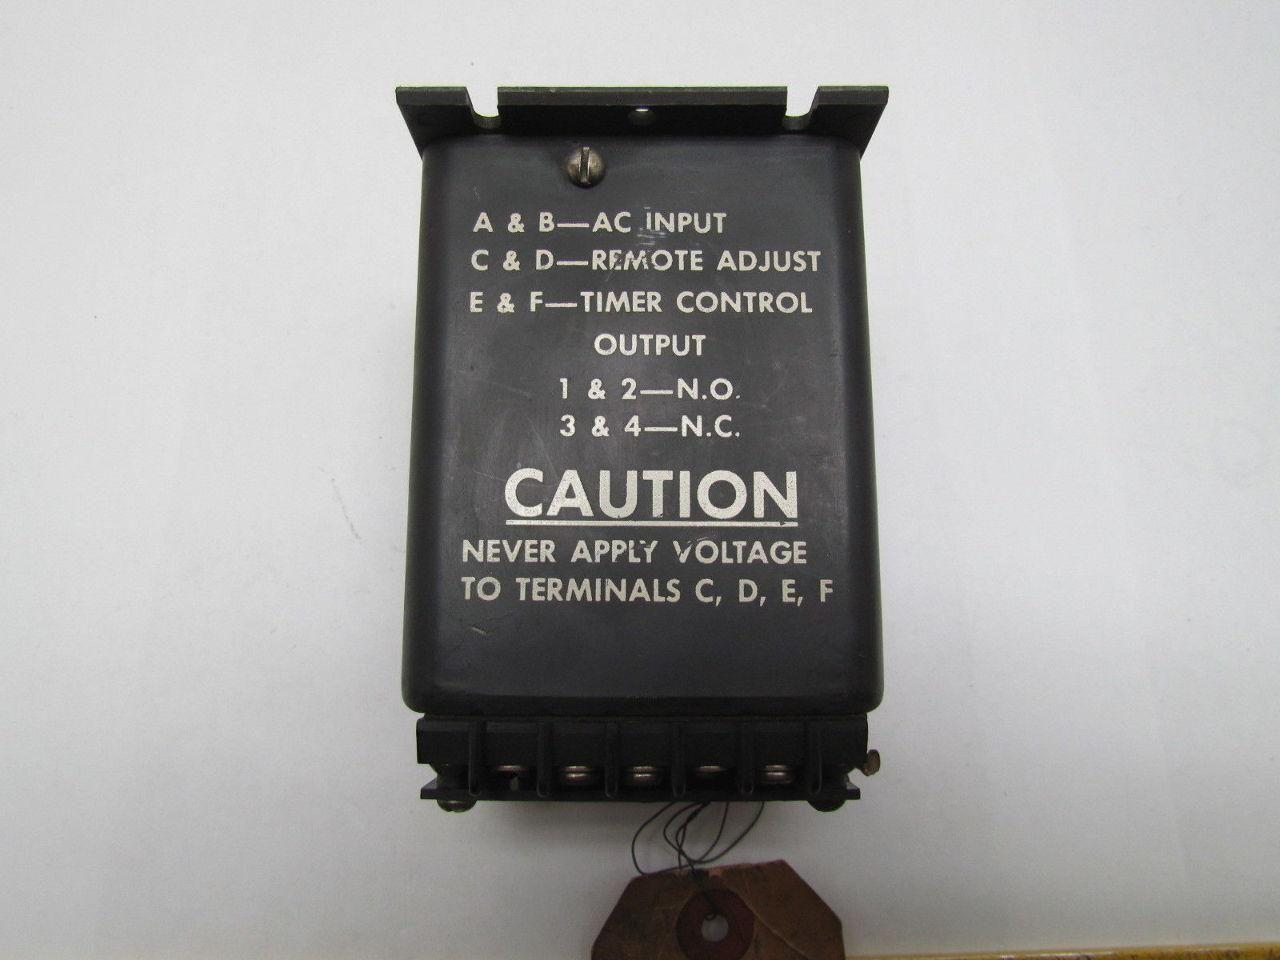 A & B—AC INPUT
C & D—REMOTE ADJUST
E & F—TIMER CONTROL
OUTPUT
1 & 2—N.O.
3 & 4—N.C.
CAUTION
NEVER APPLY VOLTAGE
TO TERMINALS C, D, E, F